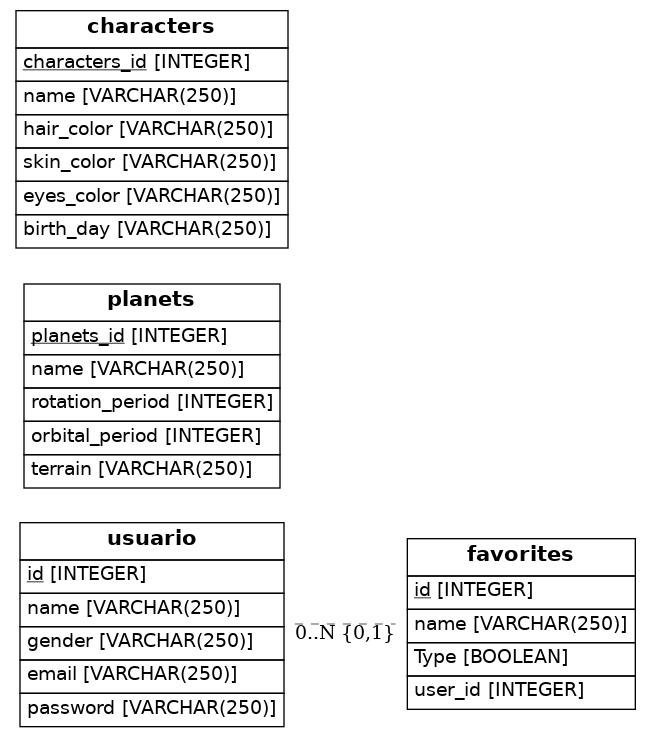 characters
characters_id [INTEGER]
name [VARCHAR(250)]
hair_color [VARCHAR(250)]
skin_color [VARCHAR(250)]
eyes_color [VARCHAR(250)]
birth_day [VARCHAR(250)]
planets
planets_id [INTEGER]
name [VARCHAR(250)]
rotation_period [INTEGER]
orbital_period [INTEGER]
terrain [VARCHAR(250)]
usuario
id [INTEGER]
name [VARCHAR(250)]
gender [VARCHAR(250)]
email [VARCHAR(250)]
password [VARCHAR(250)]
0..N {0,1}
favorites
id [INTEGER]
name [VARCHAR(250)]
Type [BOOLEAN]
user_id [INTEGER]